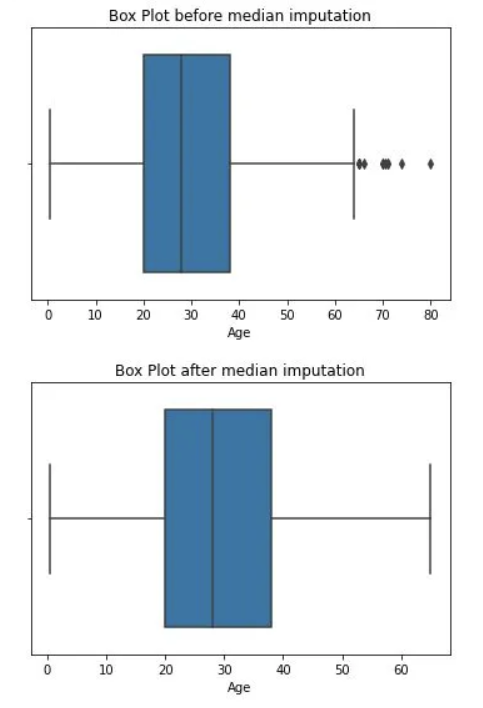 Box Plot before median imputation
0 10 20 30 40 50 60 70 80
Age
Box Plot after median imputation
0 10 20 30 40 50 60
Age